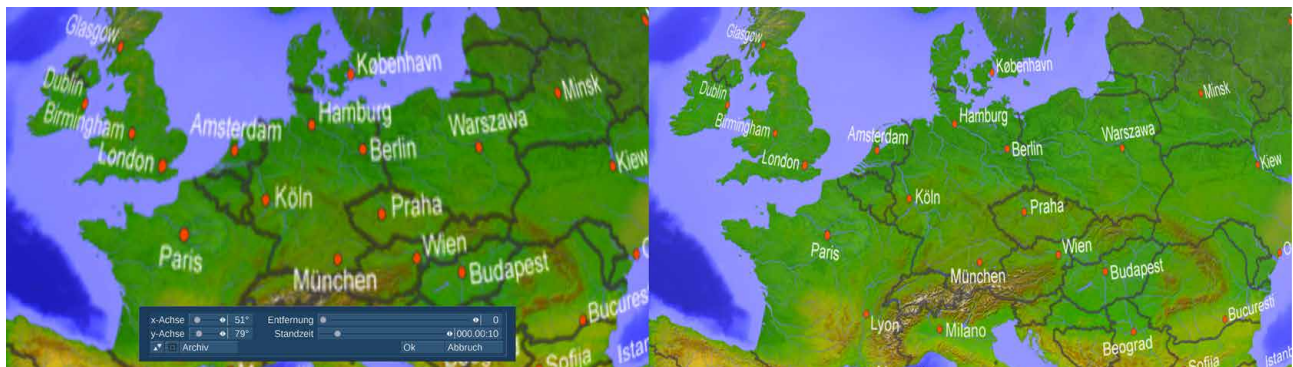 Glasgow
København
Dublin
Minsk
Hamburg
Birmingham
Amsterdam
Warszawa
Berlin
London
Kiew
Köln
Praha
Paris
Wien
München
Budapest
Bucures
x-Achse 51° Entfernung 0
y-Achse 79° Standzeit 000.00:10
Archiv Ok Abbruch
Sofija
Istan
Glasgow
København
Dublin
Minsk
Hamburg
Birmingham
Amsterdam
Warszawa
Berlin
London
Kiew
Köln
Praha
Paris
Wien
München
Budapest
Bucuresti
Lyon
Milano
Beograd
Sofija
Istanb